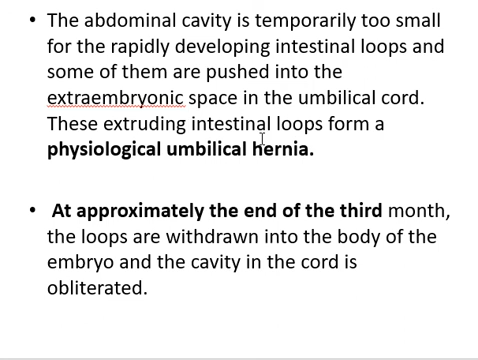 • The abdominal cavity is temporarily too small
for the rapidly developing intestinal loops and
some of them are pushed into the
extraembryonic space in the umbilical cord.
These extruding intestinal loops form a
physiological umbilical hernia.
• At approximately the end of the third month,
the loops are withdrawn into the body of the
embryo and the cavity in the cord is
obliterated.